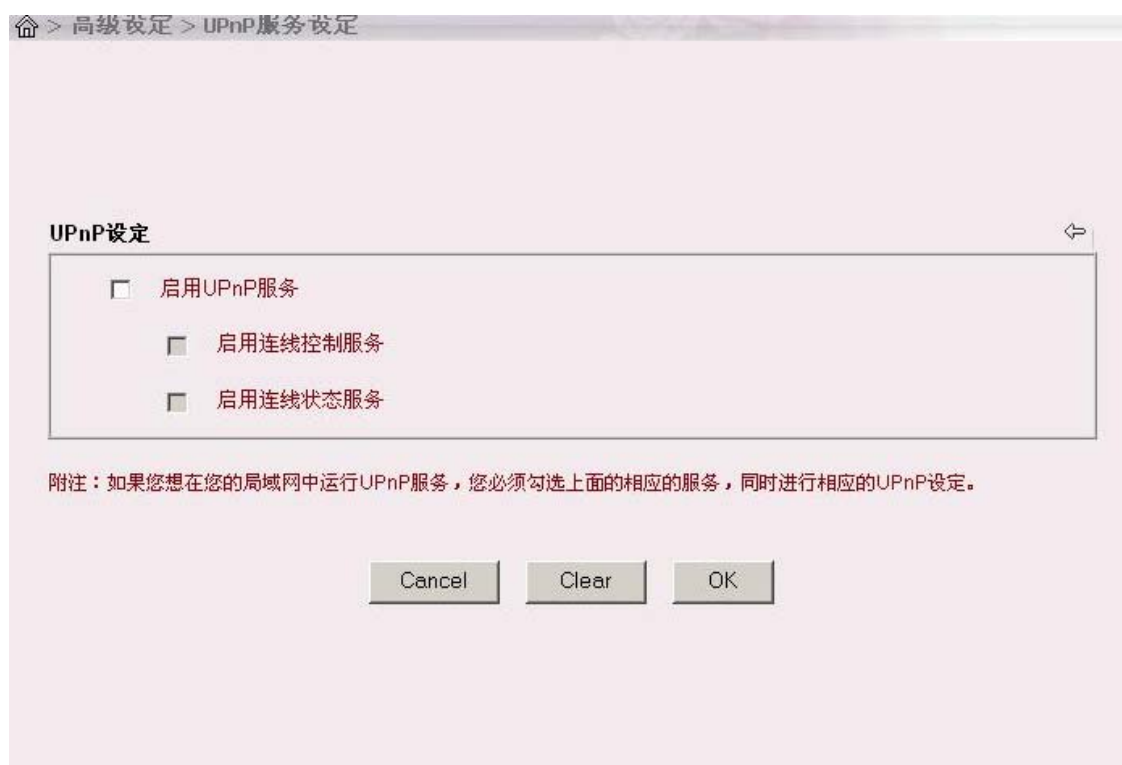 > 高级设定 > UPnP服务设定
UPnP设定
启用UPnP服务
启用连线控制服务
启用连线状态服务
附注：如果您想在您的局域网中运行UPnP服务，您必须勾选上面的相应的服务，同时进行相应的UPnP设定。
Cancel Clear OK